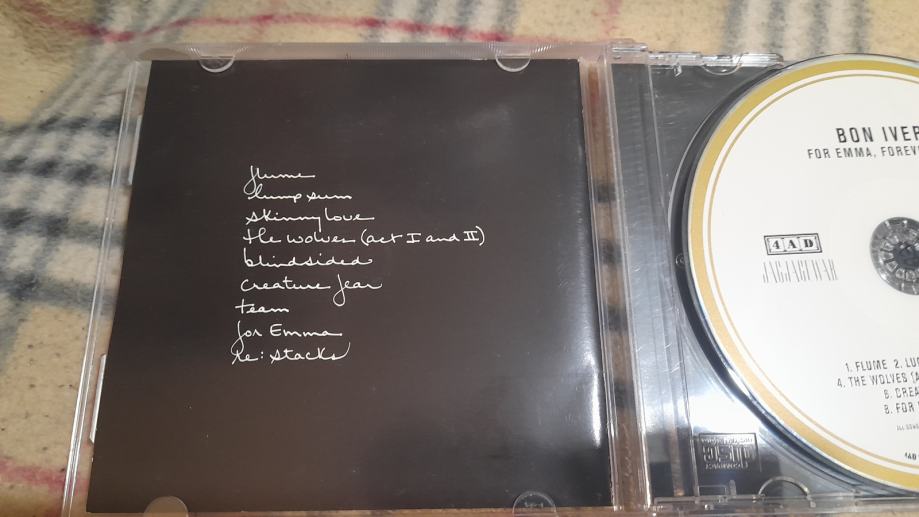 flume
lump sum
skinny love
the wolves (act I and II)
blindsided
creature fear
team
for Emma
re: stacks
BON IVER
FOR EMMA, FOREV
4AD
JAGJAGUWAR
1. FLUME 2. LU
4. THE WOLVES (A
6. CREA
8. FOR